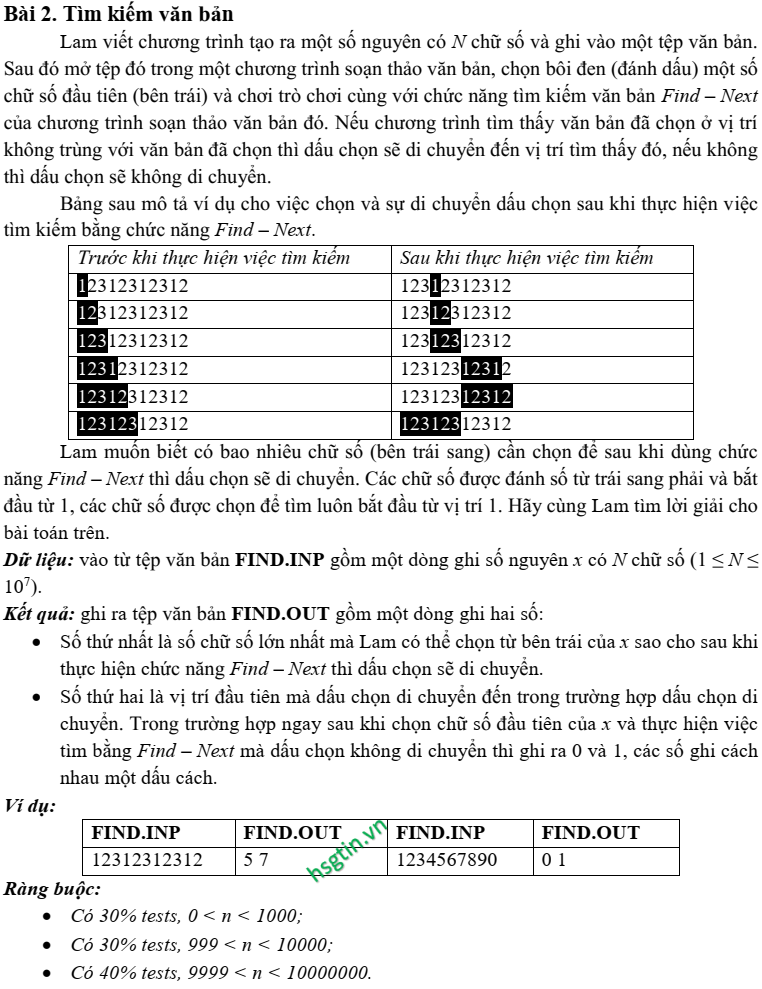 Bài 2. Tìm kiếm văn bản
Lam viết chương trình tạo ra một số nguyên có N chữ số và ghi vào một tệp văn bản.
Sau đó mở tệp đó trong một chương trình soạn thảo văn bản, chọn bôi đen (đánh dấu) một số
chữ số đầu tiên (bên trái) và chơi trò chơi cùng với chức năng tìm kiếm văn bản Find – Next
của chương trình soạn thảo văn bản đó. Nếu chương trình tìm thấy văn bản đã chọn ở vị trí
không trùng với văn bản đã chọn thì dấu chọn sẽ di chuyển đến vị trí tìm thấy đó, nếu không
thì dấu chọn sẽ không di chuyển.
Bảng sau mô tả ví dụ cho việc chọn và sự di chuyển dấu chọn sau khi thực hiện việc
tìm kiếm bằng chức năng Find – Next.
Trước khi thực hiện việc tìm kiếm Sau khi thực hiện việc tìm kiếm
12312312312 12312312312
12312312312 12312312312
12312312312 12312312312
12312312312 12312312312
12312312312 12312312312
12312312312 12312312312
Lam muốn biết có bao nhiêu chữ số (bên trái sang) cần chọn để sau khi dùng chức
năng Find – Next thì dấu chọn sẽ di chuyển. Các chữ số được đánh số từ trái sang phải và bắt
đầu từ 1, các chữ số được chọn để tìm luôn bắt đầu từ vị trí 1. Hãy cùng Lam tìm lời giải cho
bài toán trên.
Dữ liệu: vào từ tệp văn bản FIND.INP gồm một dòng ghi số nguyên x có N chữ số (1 ≤ N ≤
10⁷).
Kết quả: ghi ra tệp văn bản FIND.OUT gồm một dòng ghi hai số:
• Số thứ nhất là số chữ số lớn nhất mà Lam có thể chọn từ bên trái của x sao cho sau khi
thực hiện chức năng Find – Next thì dấu chọn sẽ di chuyển.
• Số thứ hai là vị trí đầu tiên mà dấu chọn di chuyển đến trong trường hợp dấu chọn di
chuyển. Trong trường hợp ngay sau khi chọn chữ số đầu tiên của x và thực hiện việc
tìm bằng Find – Next mà dấu chọn không di chuyển thì ghi ra 0 và 1, các số ghi cách
nhau một dấu cách.
Ví dụ:
FIND.INP FIND.OUT FIND.INP FIND.OUT
12312312312 5 7 1234567890 0 1
hsgtin.vn
Ràng buộc:
• Có 30% tests, 0 < n < 1000;
• Có 30% tests, 999 < n < 10000;
• Có 40% tests, 9999 < n < 10000000.